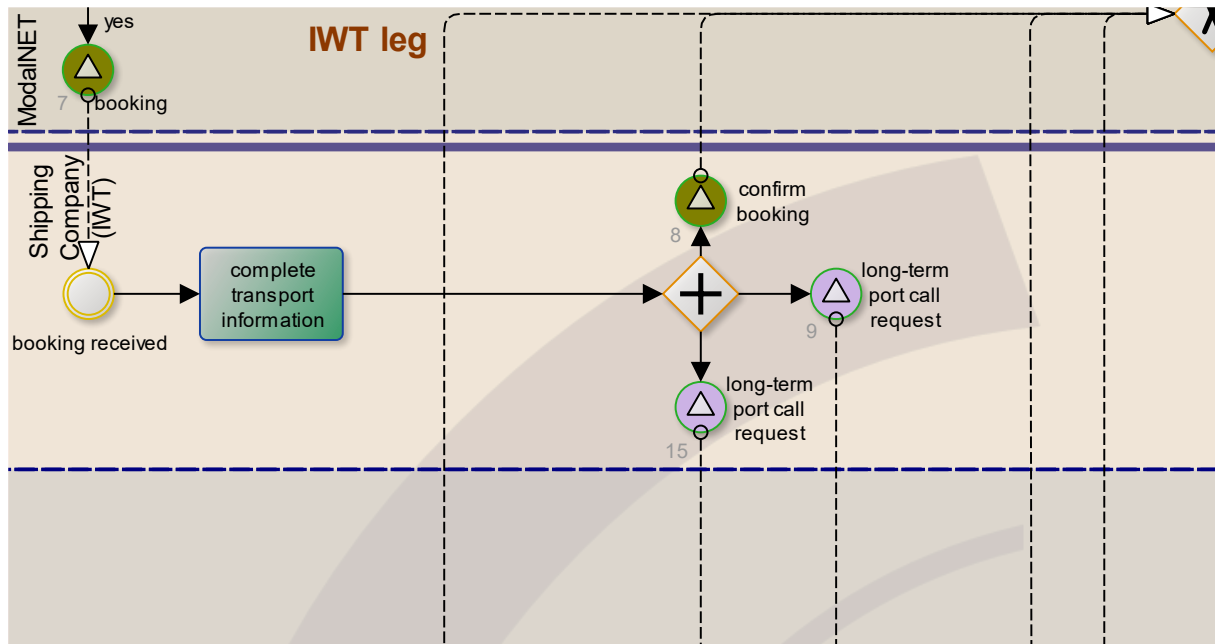 yes
IWT leg
ModalNET
7
booking
Shipping
Company
(IWT)
confirm
booking
8
complete
transport
information
long-term
port call
request
9
booking received
long-term
port call
request
15